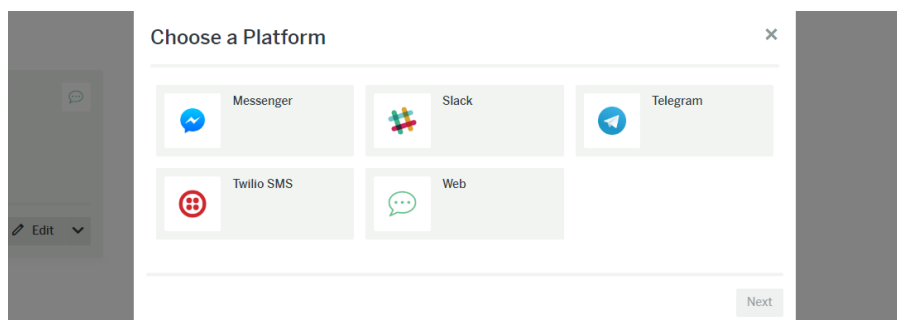 Choose a Platform
×
Messenger
Slack
Telegram
Twilio SMS
Web
Edit
Next